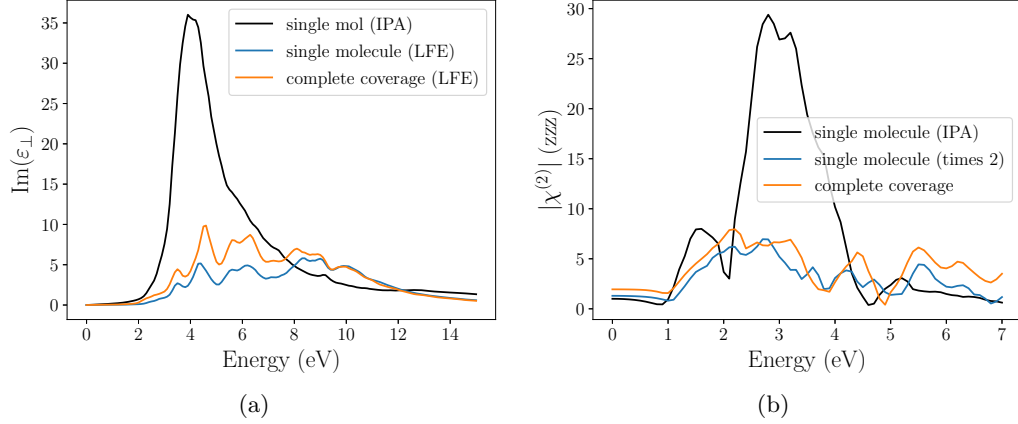 35
30
25
20
15
10
5
0
Im(ε⊥)
0 2 4 6 8 10 12 14
Energy (eV)
single mol (IPA)
single molecule (LFE)
complete coverage (LFE)
(a)
30
25
20
15
10
5
0
|χ⁽²⁾| (zzz)
0 1 2 3 4 5 6 7
Energy (eV)
single molecule (IPA)
single molecule (times 2)
complete coverage
(b)